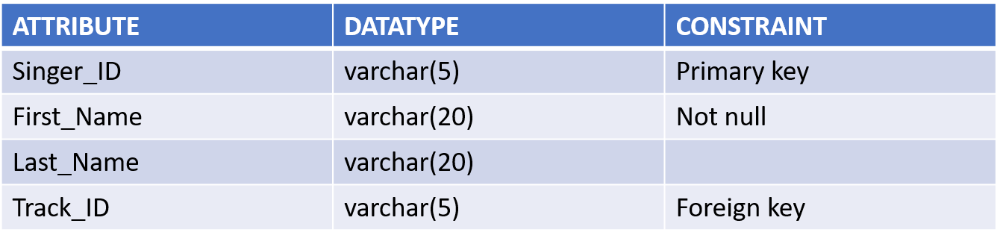 ATTRIBUTE DATATYPE CONSTRAINT
Singer_ID varchar(5) Primary key
First_Name varchar(20) Not null
Last_Name varchar(20)
Track_ID varchar(5) Foreign key